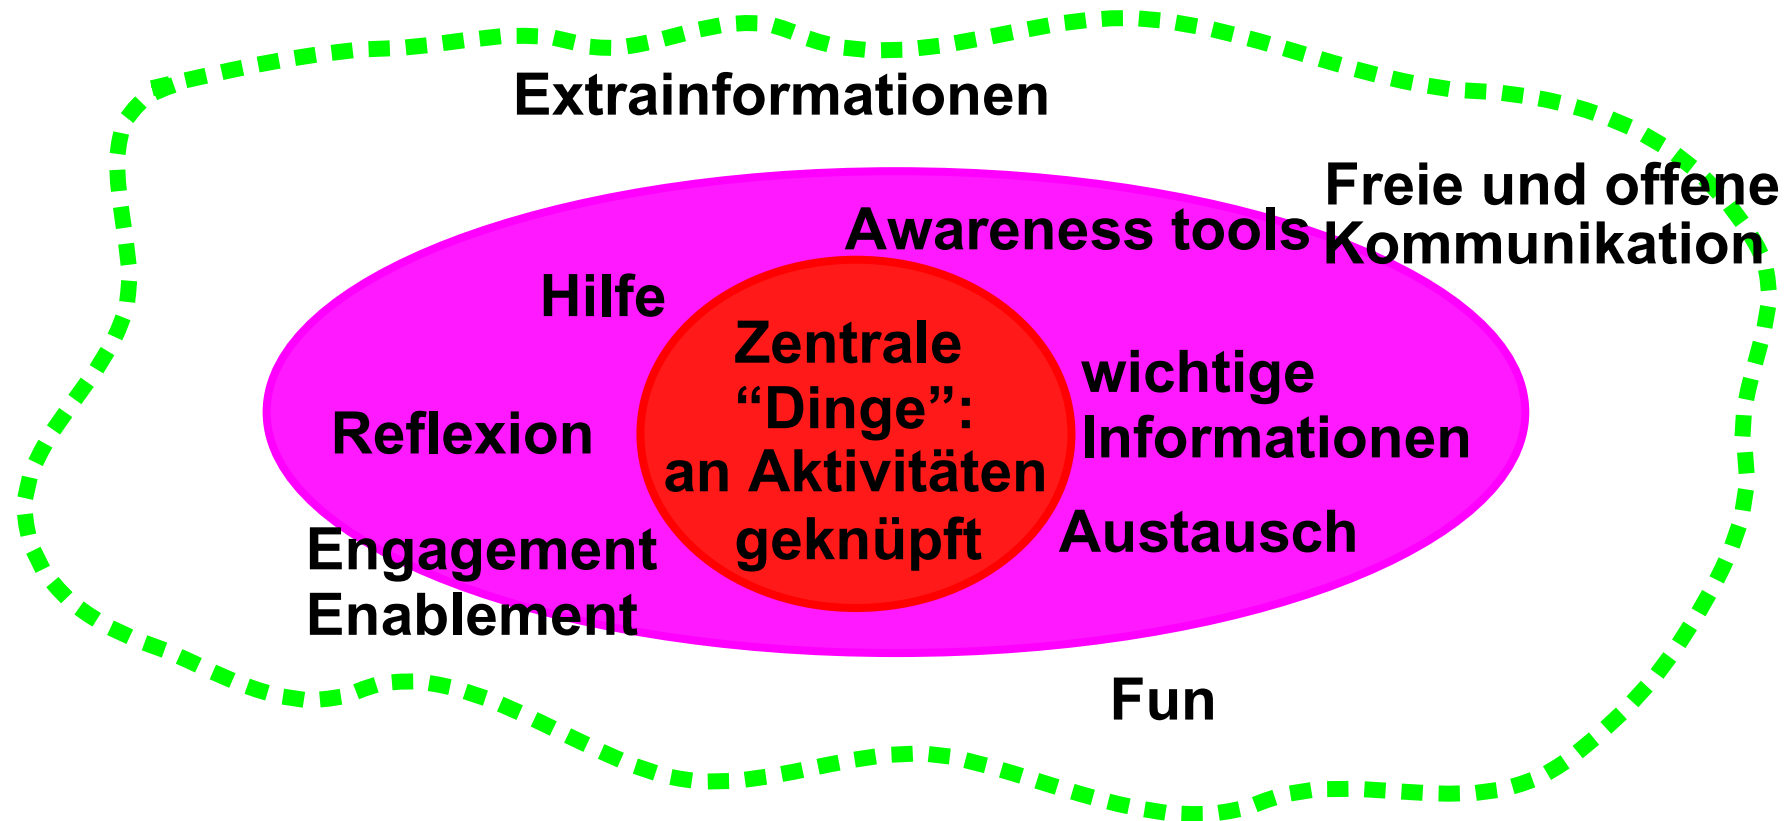 Extrainformationen
Freie und offene
Kommunikation
Awareness tools
Hilfe
Zentrale
“Dinge”:
an Aktivitäten
geknüpft
wichtige
Informationen
Reflexion
Austausch
Engagement
Enablement
Fun